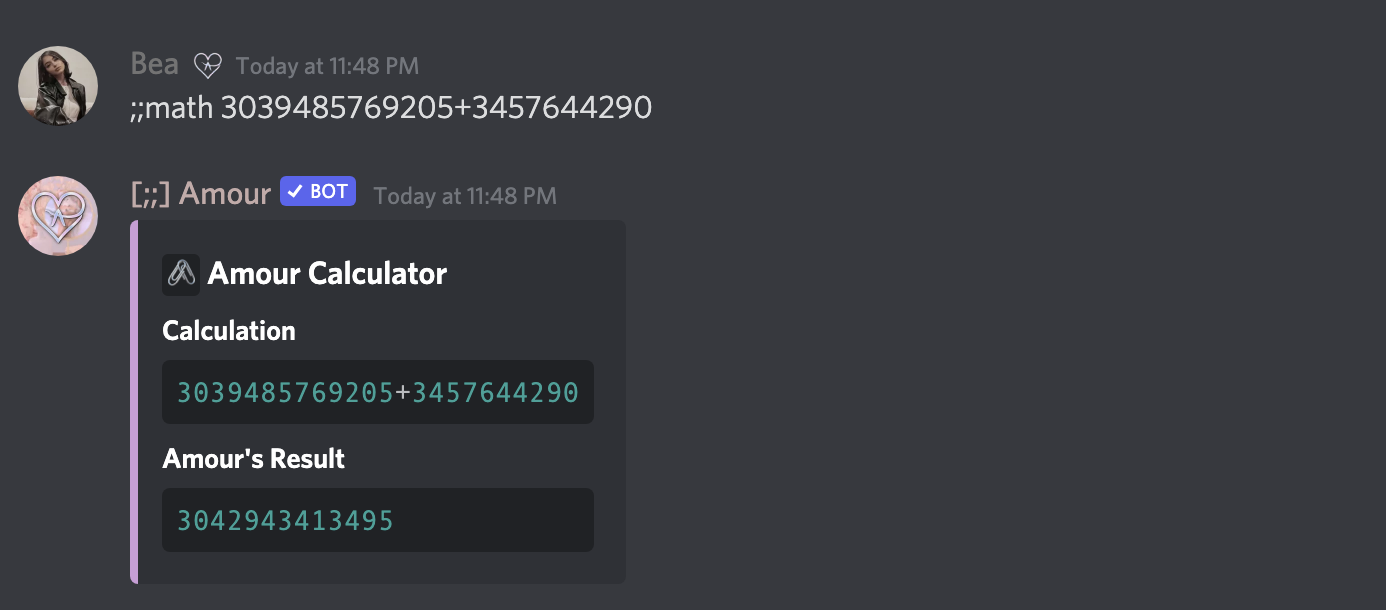 Bea Today at 11:48 PM
;;math 3039485769205+3457644290
[;;] Amour BOT Today at 11:48 PM
Amour Calculator
Calculation
3039485769205+3457644290
Amour's Result
3042943413495